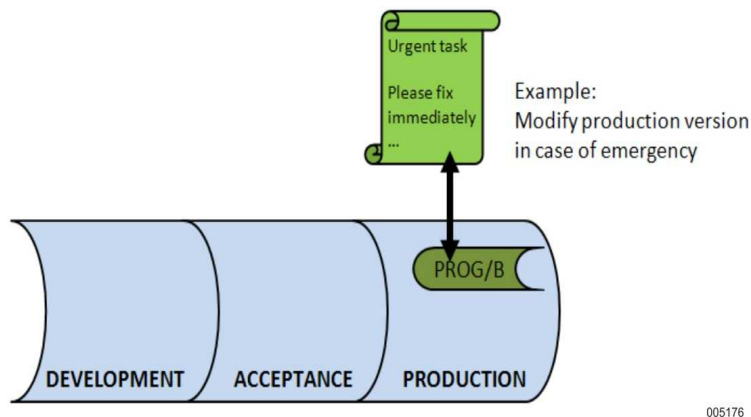 Urgent task
Please fix
immediately
...
Example:
Modify production version
in case of emergency
PROG/B
DEVELOPMENT
ACCEPTANCE
PRODUCTION
005176